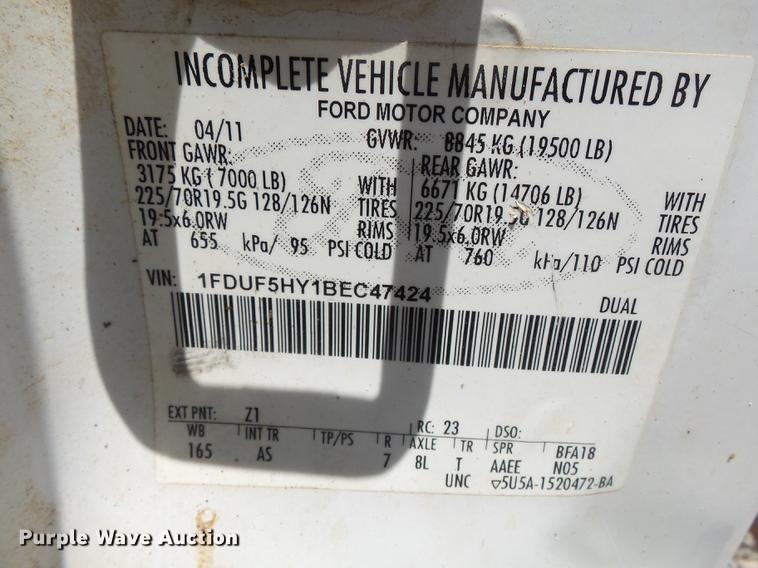 INCOMPLETE VEHICLE MANUFACTURED BY
FORD MOTOR COMPANY
DATE: 04/11 GVWR: 8845 KG (19500 LB)
FRONT GAWR: REAR GAWR:
3175 KG (7000 LB) WITH 6671 KG (14706 LB) WITH
225/70R19.5G 128/126N TIRES 225/70R19.5G 128/126N TIRES
19.5x6.0RW RIMS 19.5x6.0RW RIMS
AT 655 kPa/ 95 PSI COLD AT 760 kPa/110 PSI COLD
VIN: 1FDUF5HY1BEC47424 DUAL
EXT PNT: Z1 RC: 23 DSO:
WB INT TR TP/PS R AXLE TR SPR BFA18
165 AS 7 8L T AAEE N05
UNC ▽5U5A-1520472-BA
Purple Wave Auction
Purple Wave Auction